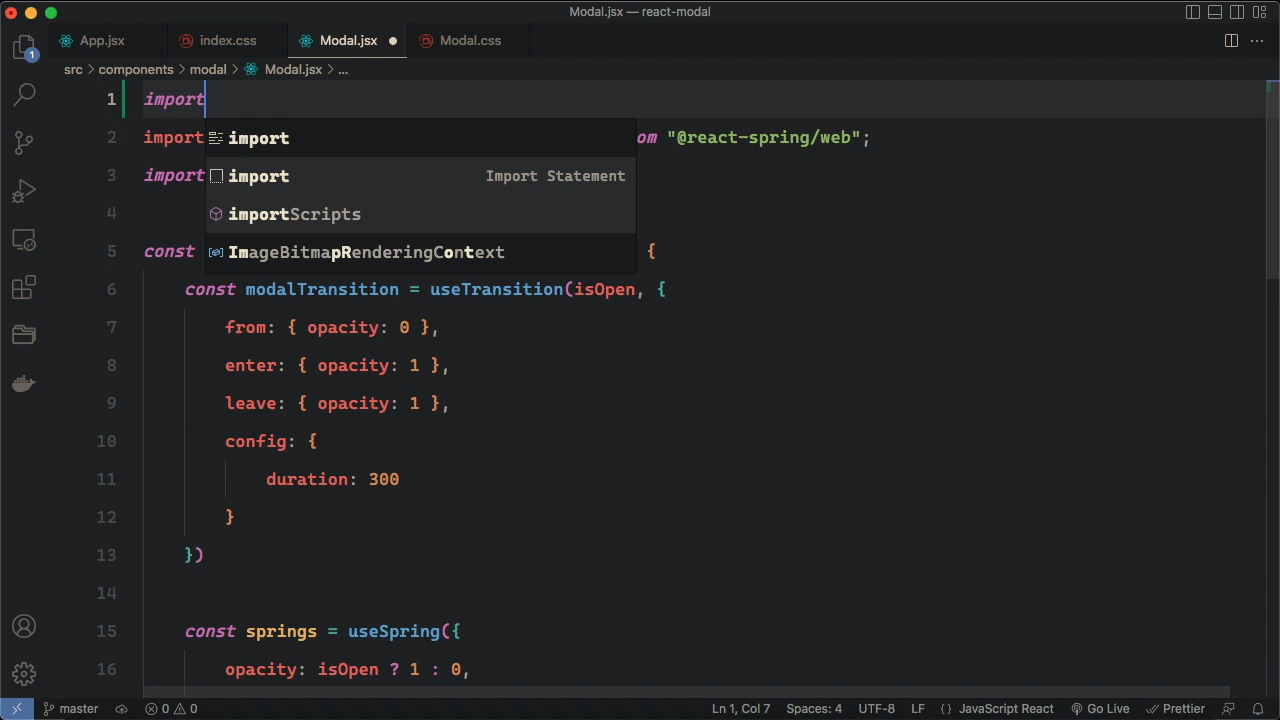 Modal.jsx — react-modal
App.jsx
index.css
Modal.jsx
Modal.css
1
src > components > modal > Modal.jsx > ...
1 import
2 import om "@react-spring/web";
import
3 import
import Import Statement
4
importScripts
5 const {
ImageBitmapRenderingContext
6 const modalTransition = useTransition(isOpen, {
7 from: { opacity: 0 },
8 enter: { opacity: 1 },
9 leave: { opacity: 1 },
10 config: {
11 duration: 300
12 }
13 })
14
15 const springs = useSpring({
16 opacity: isOpen ? 1 : 0,
master 0 0 Ln 1, Col 7 Spaces: 4 UTF-8 LF {} JavaScript React Go Live Prettier